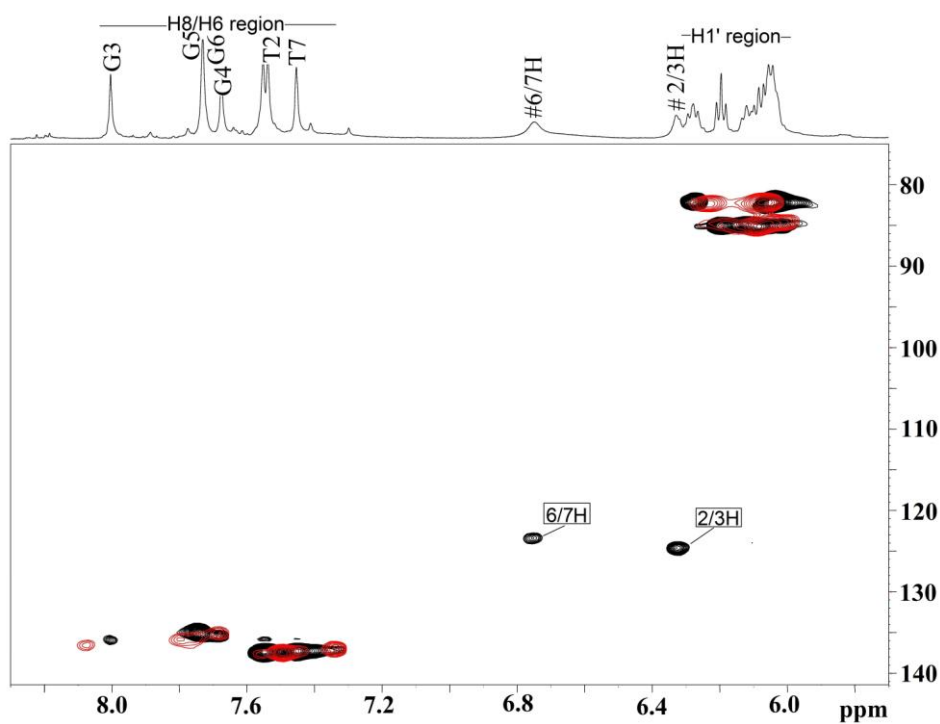 H8/H6 region
H1' region
G3
G5
G6
G4
T2
T7
#6/7H
# 2/3H
80
90
100
110
120
130
140
6/7H
2/3H
8.0 7.6 7.2 6.8 6.4 6.0 ppm